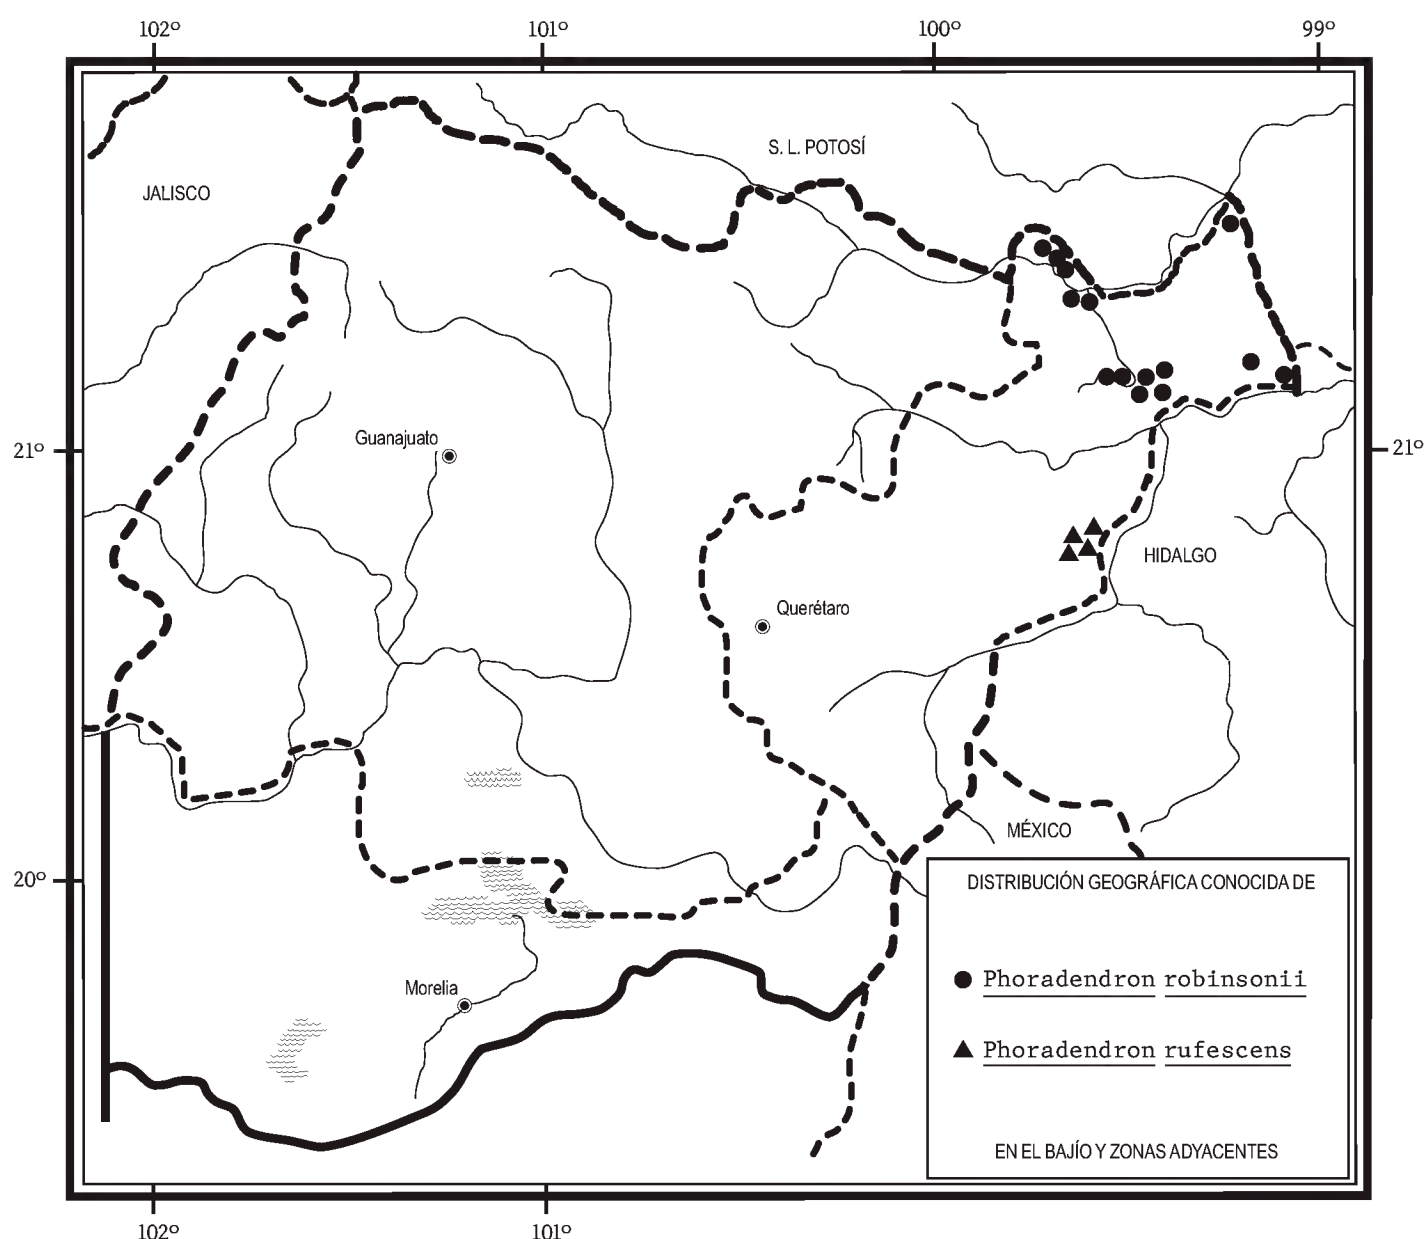 102º 101º 100º 99º
S. L. POTOSÍ
JALISCO
Guanajuato
21º 21º
HIDALGO
Querétaro
MÉXICO
20º
DISTRIBUCIÓN GEOGRÁFICA CONOCIDA DE
Phoradendron robinsonii
Morelia
Phoradendron rufescens
EN EL BAJÍO Y ZONAS ADYACENTES
102º 101º